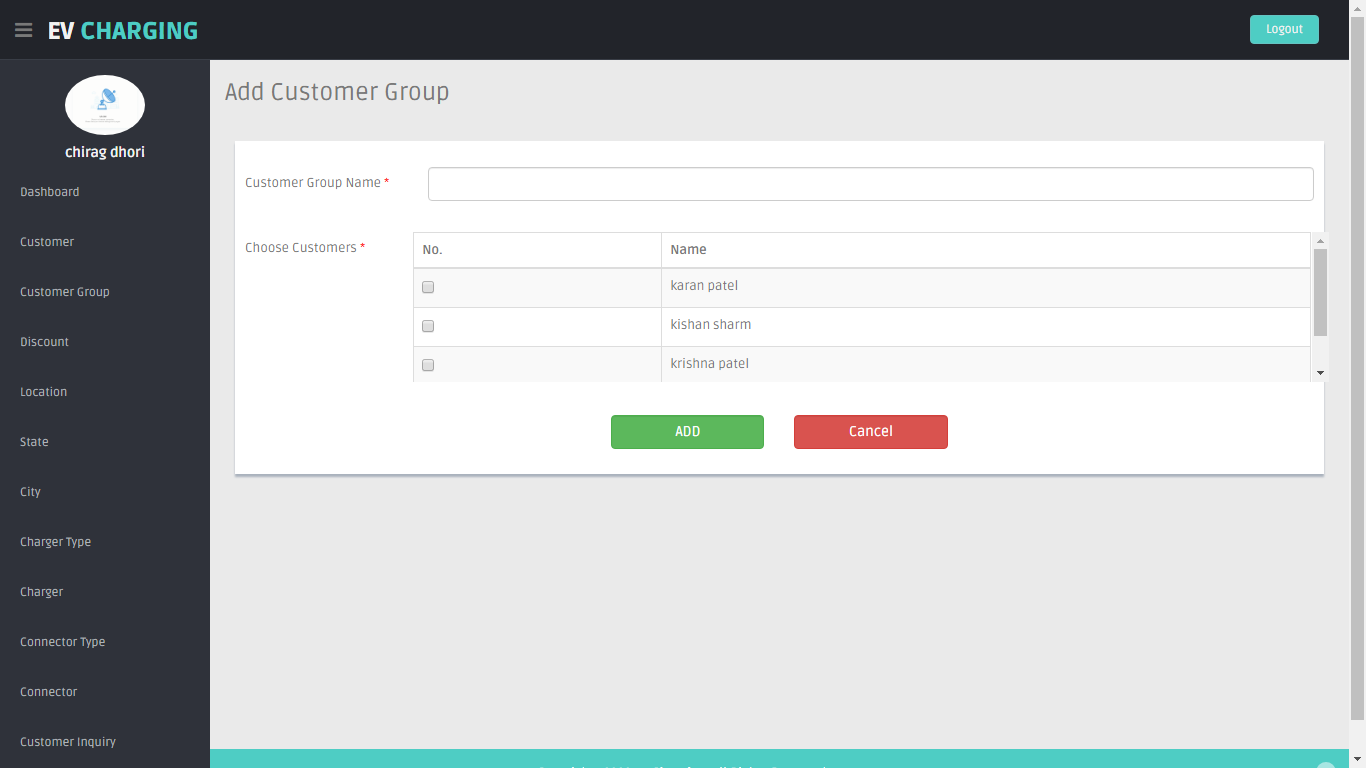 EV CHARGING
Logout
chirag dhori
Dashboard
Customer
Customer Group
Discount
Location
State
City
Charger Type
Charger
Connector Type
Connector
Customer Inquiry
Add Customer Group
Customer Group Name *
Choose Customers *
No. Name
karan patel
kishan sharm
krishna patel
ADD Cancel